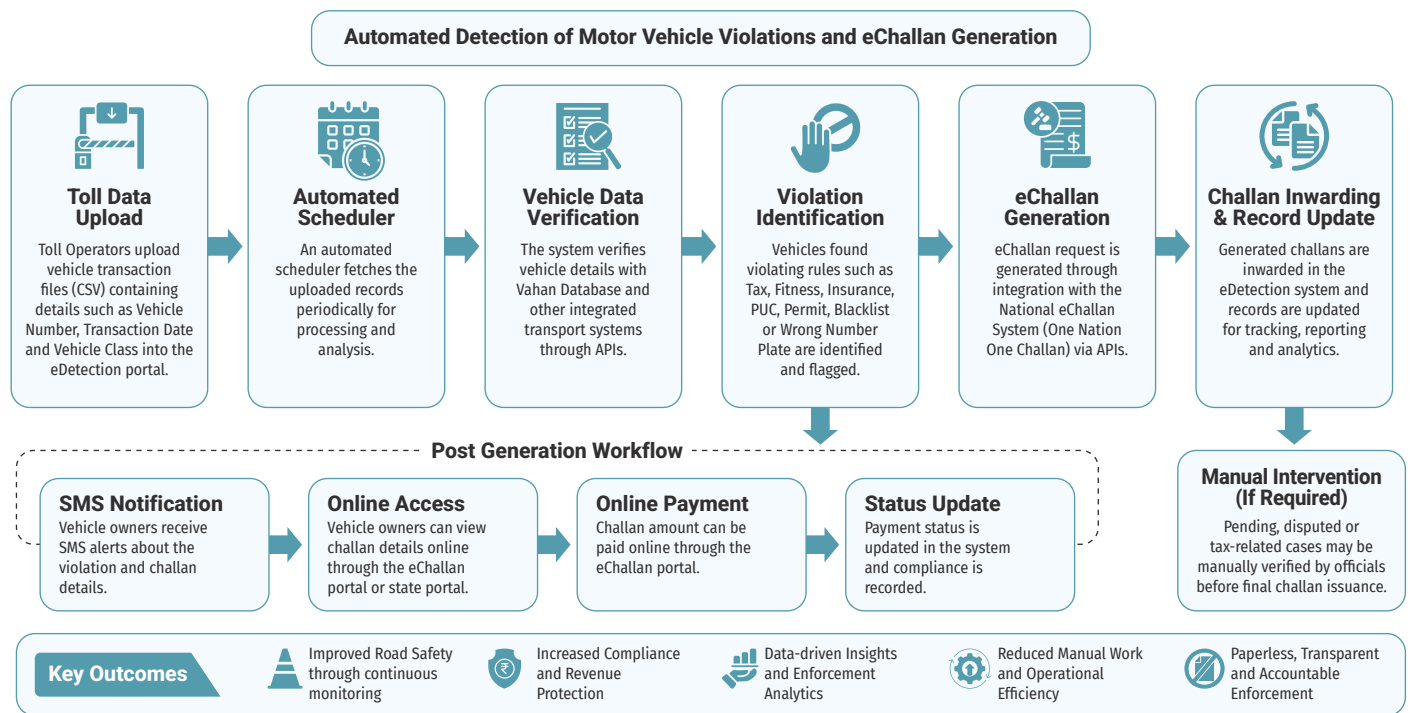 Automated Detection of Motor Vehicle Violations and eChallan Generation
Toll Data
Upload
Toll Operators upload
vehicle transaction
files (CSV) containing
details such as Vehicle
Number, Transaction Date
and Vehicle Class into the
eDetection portal.
Automated
Scheduler
An automated
scheduler fetches the
uploaded records
periodically for
processing and
analysis.
Vehicle Data
Verification
The system verifies
vehicle details with
Vahan Database and
other integrated
transport systems
through APIs.
Violation
Identification
Vehicles found
violating rules such as
Tax, Fitness, Insurance,
PUC, Permit, Blacklist
or Wrong Number
Plate are identified
and flagged.
$
eChallan
Generation
eChallan request is
generated through
integration with the
National eChallan
System (One Nation
One Challan) via APIs.
Challan Inwarding
& Record Update
Generated challans are
inwarded in the
eDetection system and
records are updated
for tracking, reporting
and analytics.
Post Generation Workflow
SMS Notification
Vehicle owners receive
SMS alerts about the
violation and challan
details.
Online Access
Vehicle owners can view
challan details online
through the eChallan
portal or state portal.
Online Payment
Challan amount can be
paid online through the
eChallan portal.
Status Update
Payment status is
updated in the system
and compliance is
recorded.
Manual Intervention
(If Required)
Pending, disputed or
tax-related cases may be
manually verified by officials
before final challan issuance.
Key Outcomes
Improved Road Safety
through continuous
monitoring
₹
Increased Compliance
and Revenue
Protection
Data-driven Insights
and Enforcement
Analytics
Reduced Manual Work
and Operational
Efficiency
Paperless, Transparent
and Accountable
Enforcement